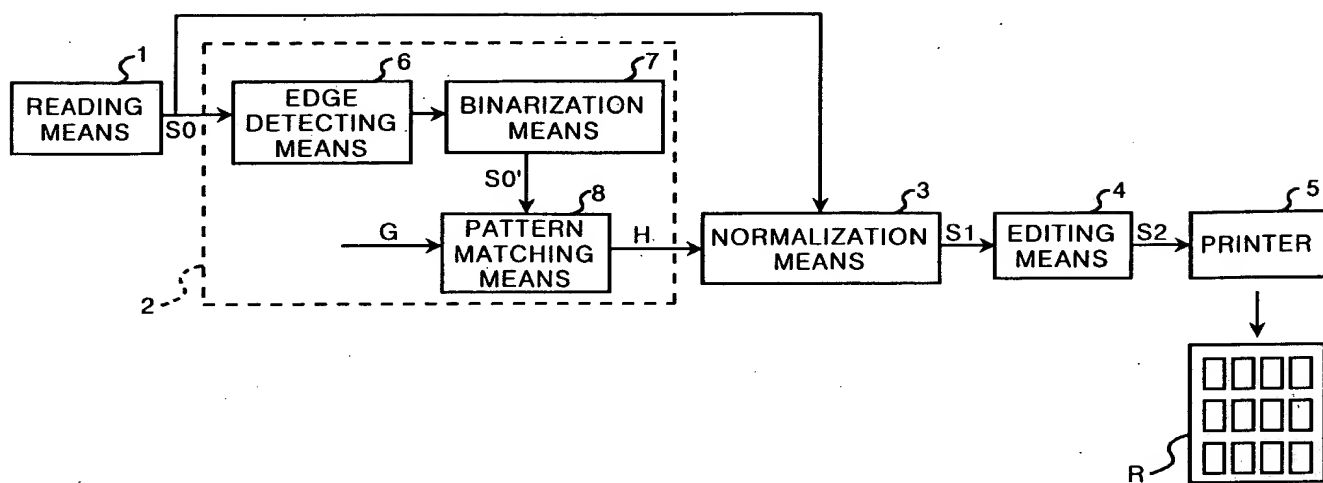 1
READING
MEANS
S0
6
EDGE
DETECTING
MEANS
7
BINARIZATION
MEANS
S0'
G
8
PATTERN
MATCHING
MEANS
H
2
3
NORMALIZATION
MEANS
S1
4
EDITING
MEANS
S2
5
PRINTER
R